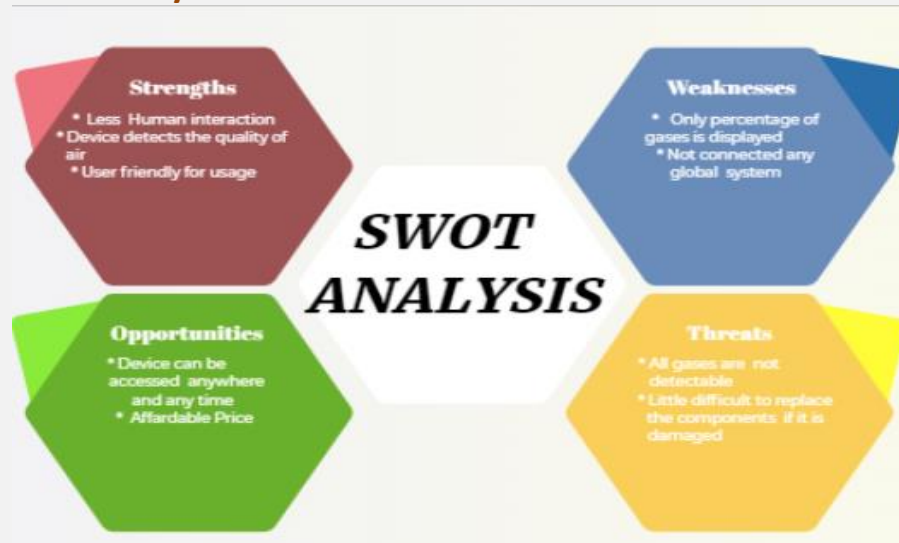 Strengths
* Less Human interaction
* Device detects the quality of
air
* User friendly for usage
Weaknesses
* Only percentage of
gases is displayed
* Not connected any
global system
SWOT
ANALYSIS
Opportunities
* Device can be
accessed anywhere
and any time
* Affardable Price
Threats
* All gases are not
detectable
* Little difficult to replace
the components if it is
damaged